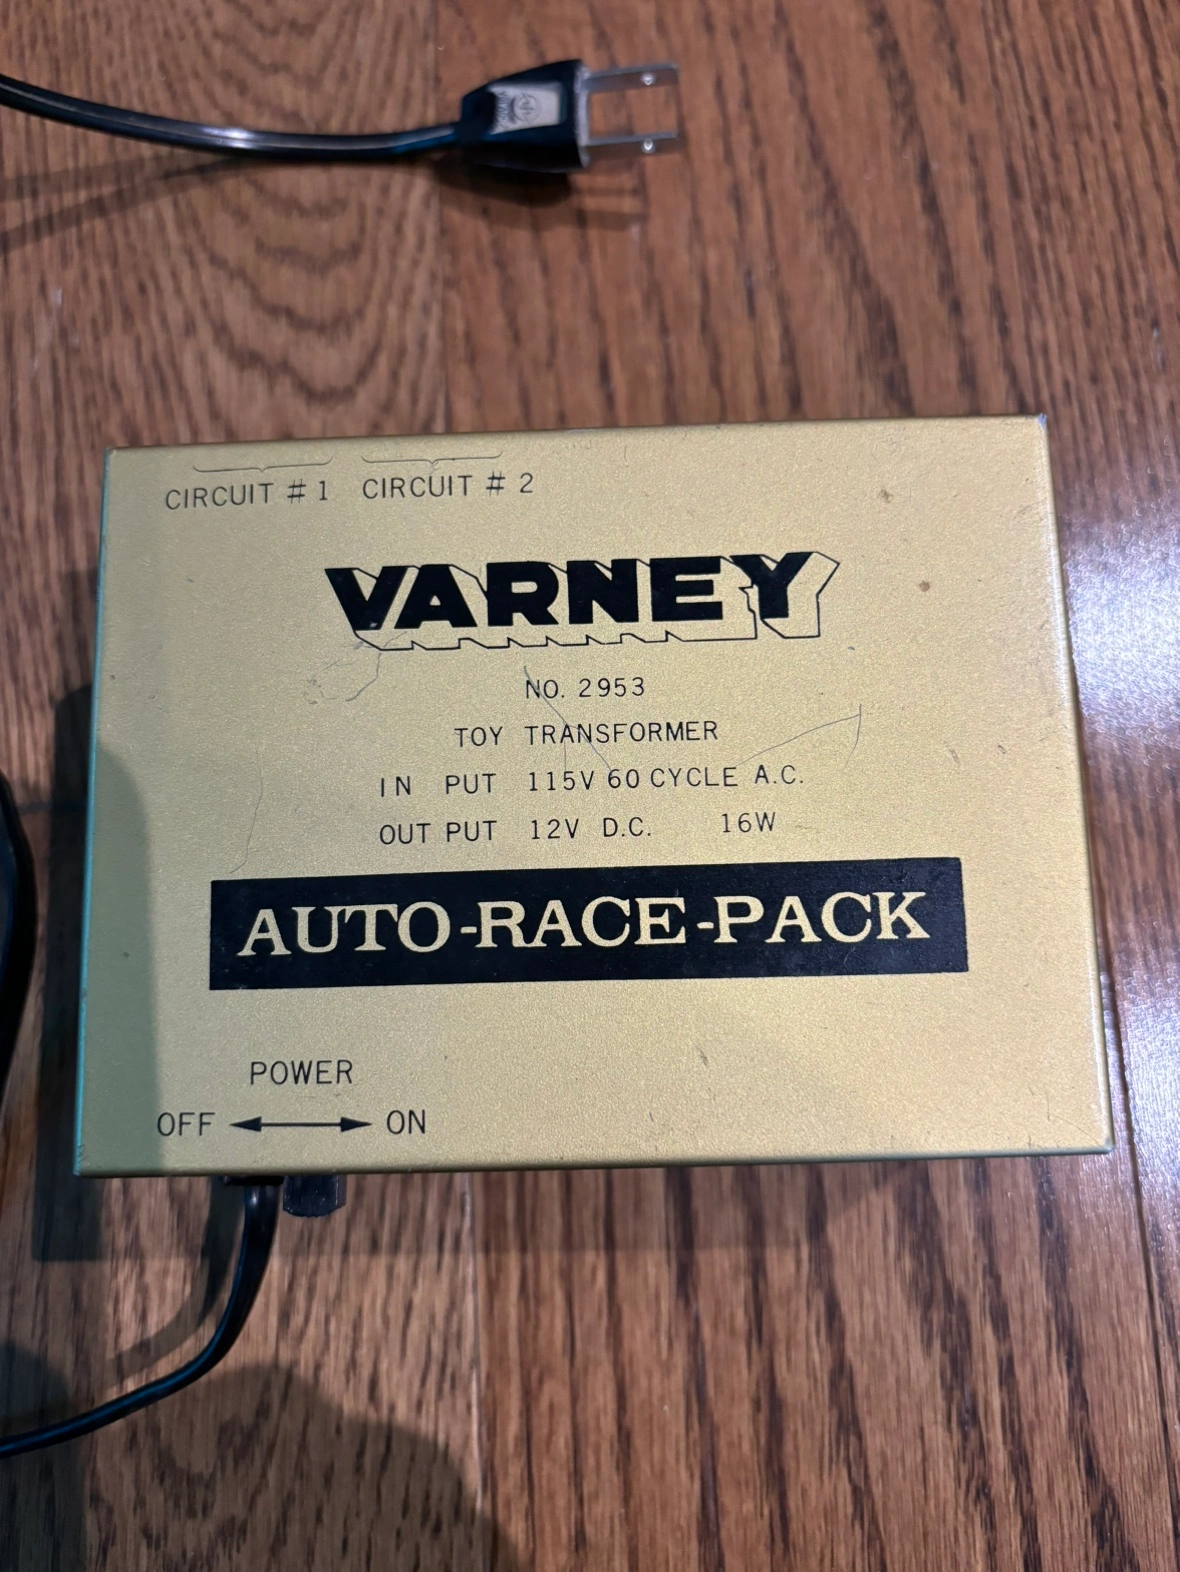 CIRCUIT # 1 CIRCUIT # 2
VARNEY
NO. 2953
TOY TRANSFORMER
IN PUT 115V 60 CYCLE A.C.
OUT PUT 12V D.C. 16W
AUTO-RACE-PACK
POWER
OFF ON